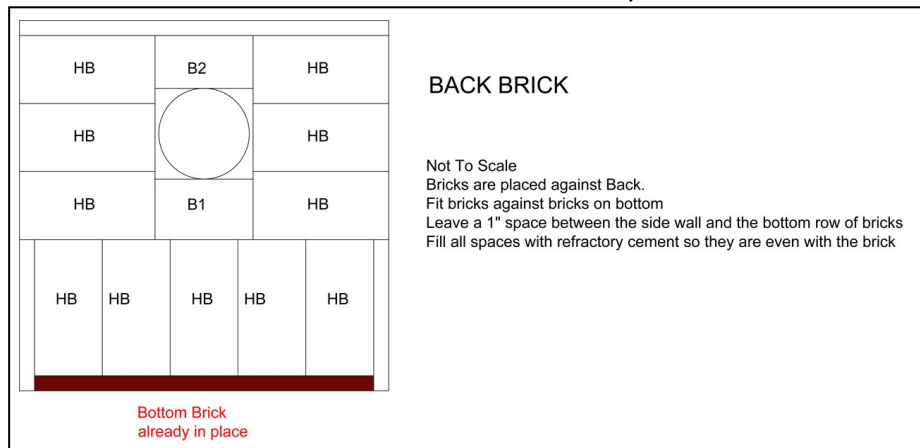 HB B2 HB
BACK BRICK
HB HB
Not To Scale
Bricks are placed against Back.
Fit bricks against bricks on bottom
HB B1 HB
Leave a 1" space between the side wall and the bottom row of bricks
Fill all spaces with refractory cement so they are even with the brick
HB HB HB HB HB
Bottom Brick
already in place